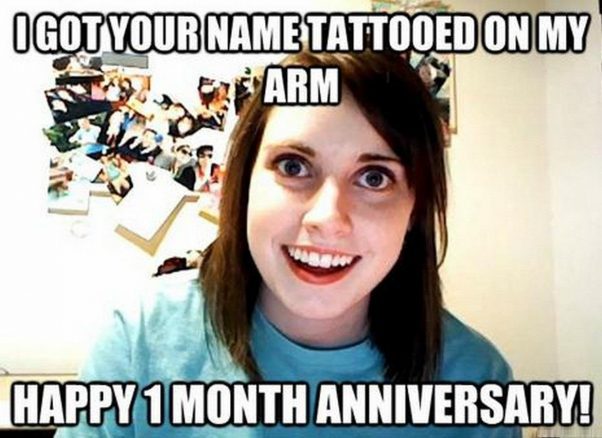 I GOT YOUR NAME TATTOOED ON MY
ARM
HAPPY 1 MONTH ANNIVERSARY!